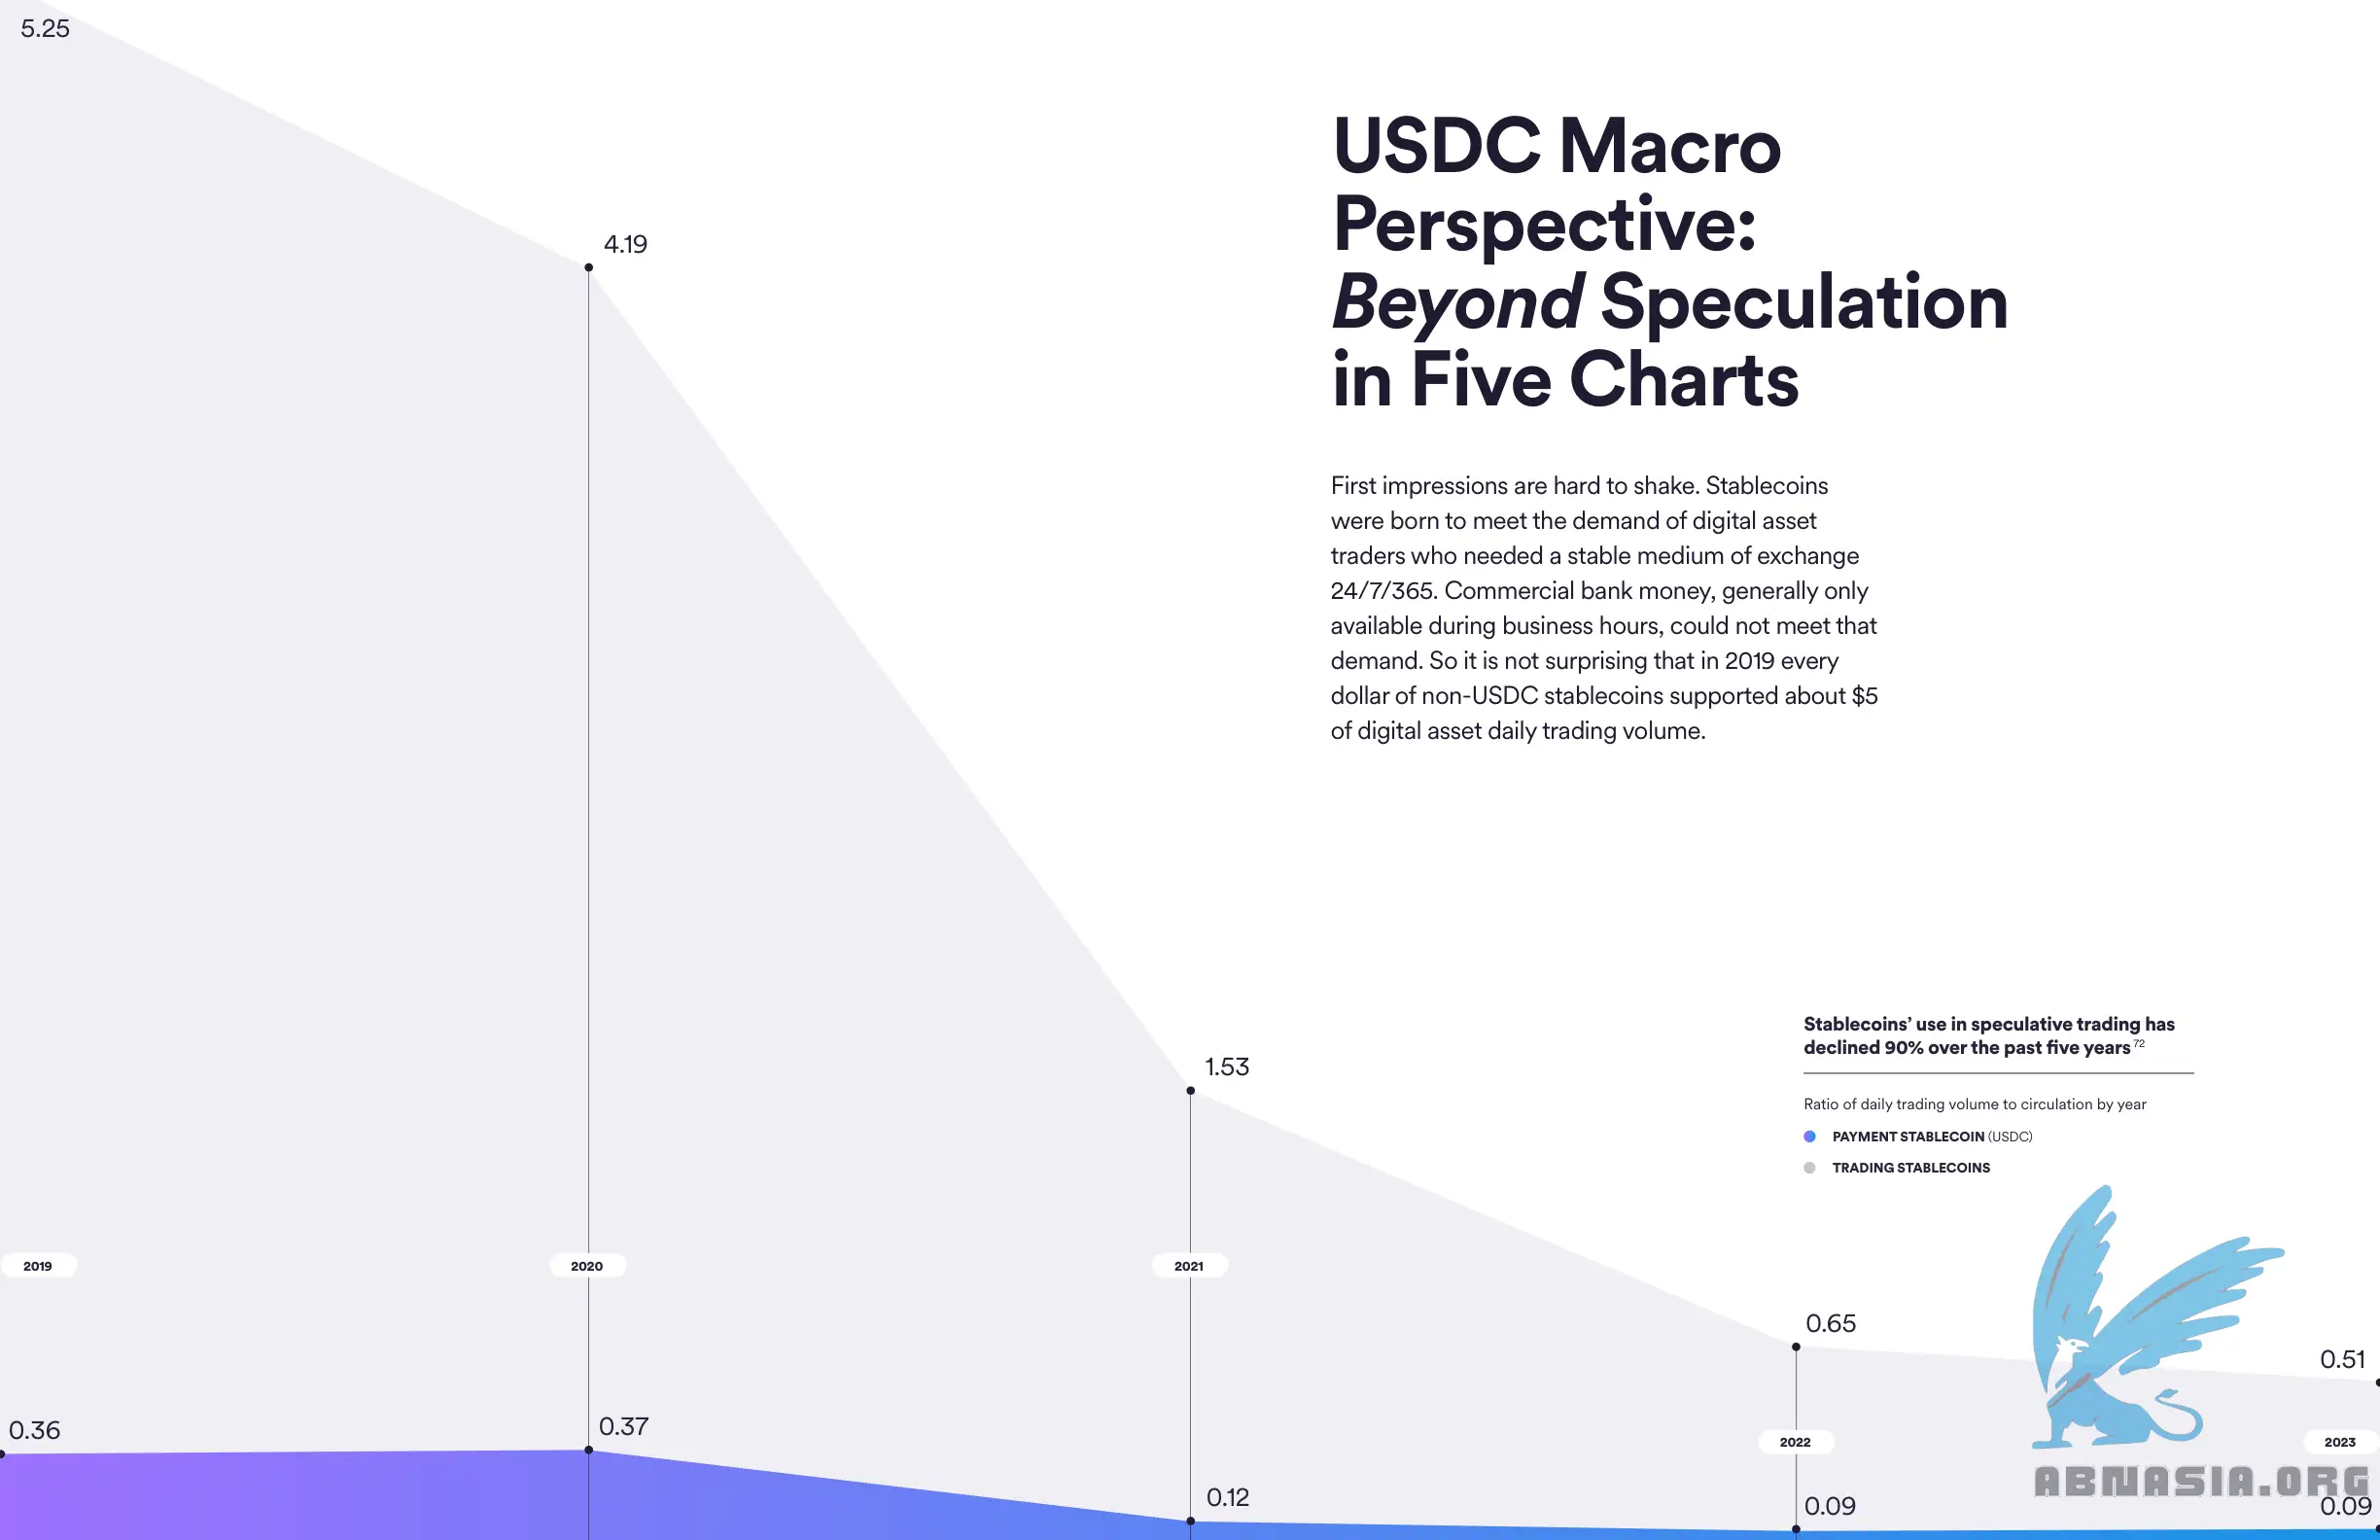 5.25
4.19
USDC Macro
Perspective:
Beyond Speculation
in Five Charts
First impressions are hard to shake. Stablecoins
were born to meet the demand of digital asset
traders who needed a stable medium of exchange
24/7/365. Commercial bank money, generally only
available during business hours, could not meet that
demand. So it is not surprising that in 2019 every
dollar of non-USDC stablecoins supported about $5
of digital asset daily trading volume.
1.53
Stablecoins’ use in speculative trading has
declined 90% over the past five years 72
Ratio of daily trading volume to circulation by year
PAYMENT STABLECOIN (USDC)
TRADING STABLECOINS
2019
2020
2021
0.65
0.51
0.36
0.37
2022
2023
ABNASIA.ORG
0.12
0.09
0.09